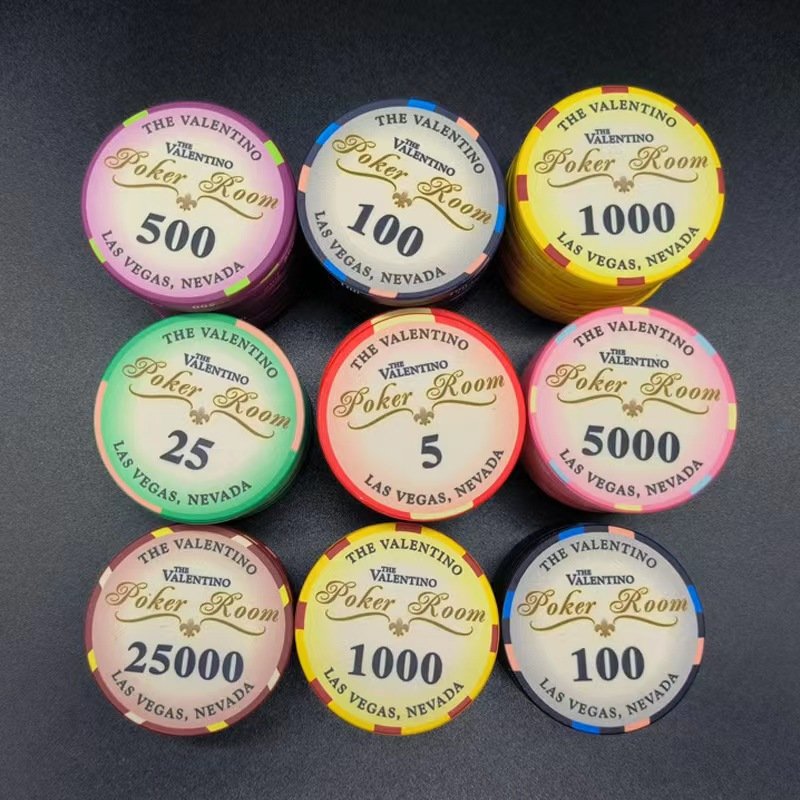 THE VALENTINO
THE
VALENTINO
Poker Room
500
LAS VEGAS, NEVADA
THE VALENTINO
THE
VALENTINO
Poker Room
100
LAS VEGAS, NEVADA
THE VALENTINO
THE
VALENTINO
Poker Room
1000
LAS VEGAS, NEVADA
THE VALENTINO
THE
VALENTINO
Poker Room
25
LAS VEGAS, NEVADA
THE VALENTINO
THE
VALENTINO
Poker Room
5
LAS VEGAS, NEVADA
THE VALENTINO
THE
VALENTINO
Poker Room
5000
LAS VEGAS, NEVADA
THE VALENTINO
THE
VALENTINO
Poker Room
25000
LAS VEGAS, NEVADA
THE VALENTINO
THE
VALENTINO
Poker Room
1000
LAS VEGAS, NEVADA
THE VALENTINO
THE
VALENTINO
Poker Room
100
LAS VEGAS, NEVADA